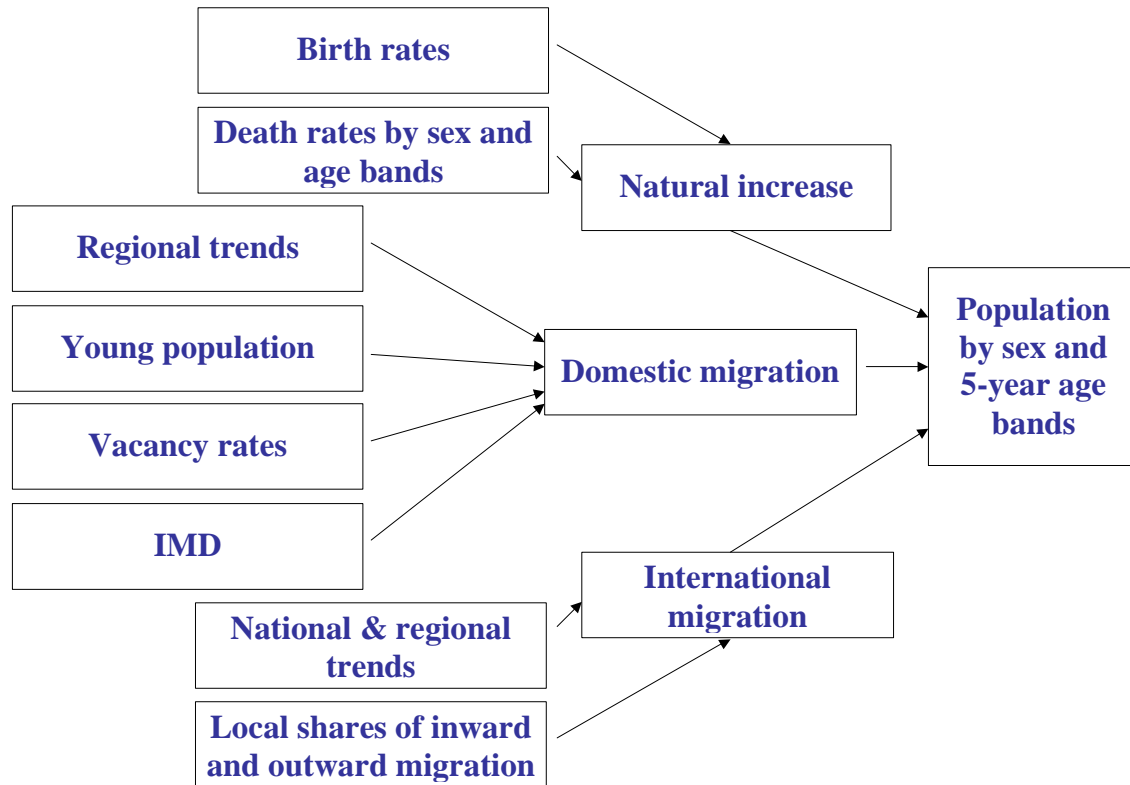 Birth rates
Death rates by sex and
age bands
Natural increase
Regional trends
Young population
Vacancy rates
IMD
Domestic migration
Population
by sex and
5-year age
bands
International
migration
National & regional
trends
Local shares of inward
and outward migration